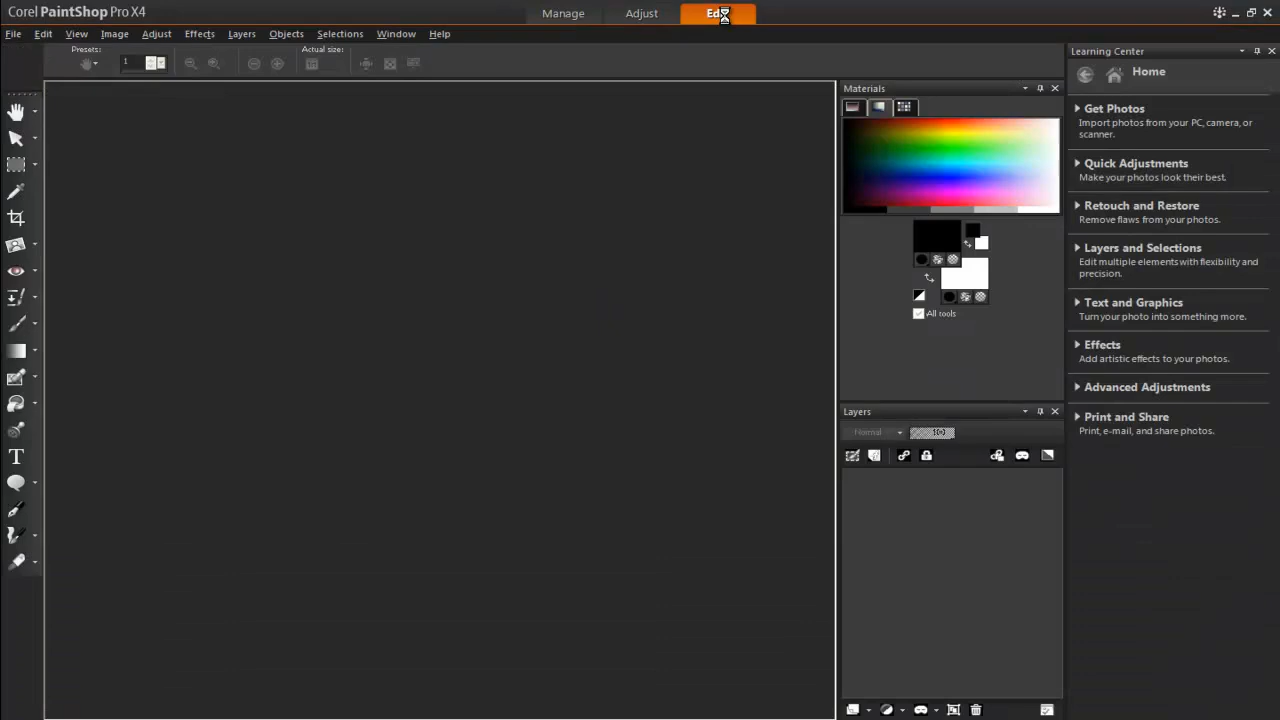 Corel PaintShop Pro X4
Manage
Adjust
File
Edit
View
Image
Adjust
Effects
Layers
Objects
Selections
Window
Help
Presets:
1
Actual size:
Materials
All tools
Layers
Normal
Learning Center
Home
Get Photos
Import photos from your PC, camera, or
scanner.
Quick Adjustments
Make your photos look their best.
Retouch and Restore
Remove flaws from your photos.
Layers and Selections
Edit multiple elements with flexibility and
precision.
Text and Graphics
Turn your photo into something more.
Effects
Add artistic effects to your photos.
Advanced Adjustments
Print and Share
Print, e-mail, and share photos.